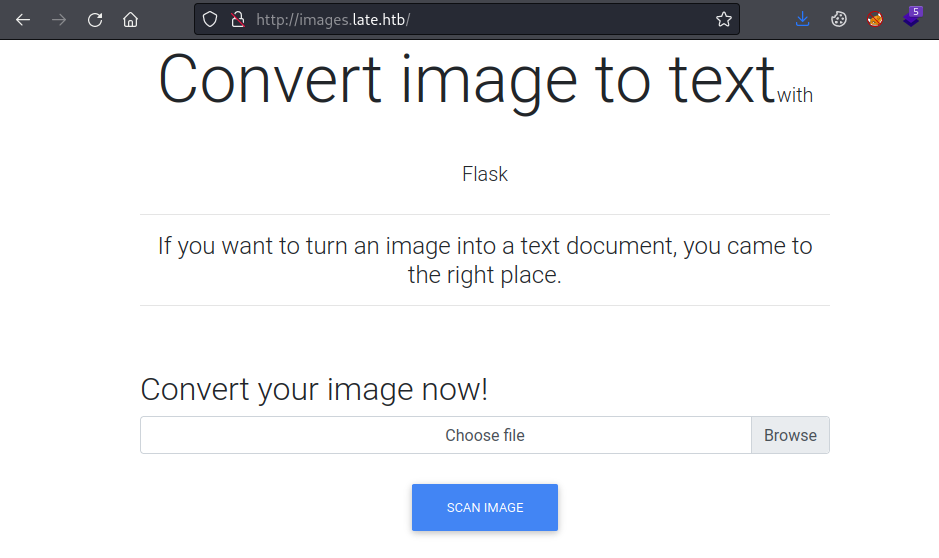 5
http://images.late.htb/
Convert image to text with
Flask
If you want to turn an image into a text document, you came to
the right place.
Convert your image now!
Choose file Browse
SCAN IMAGE